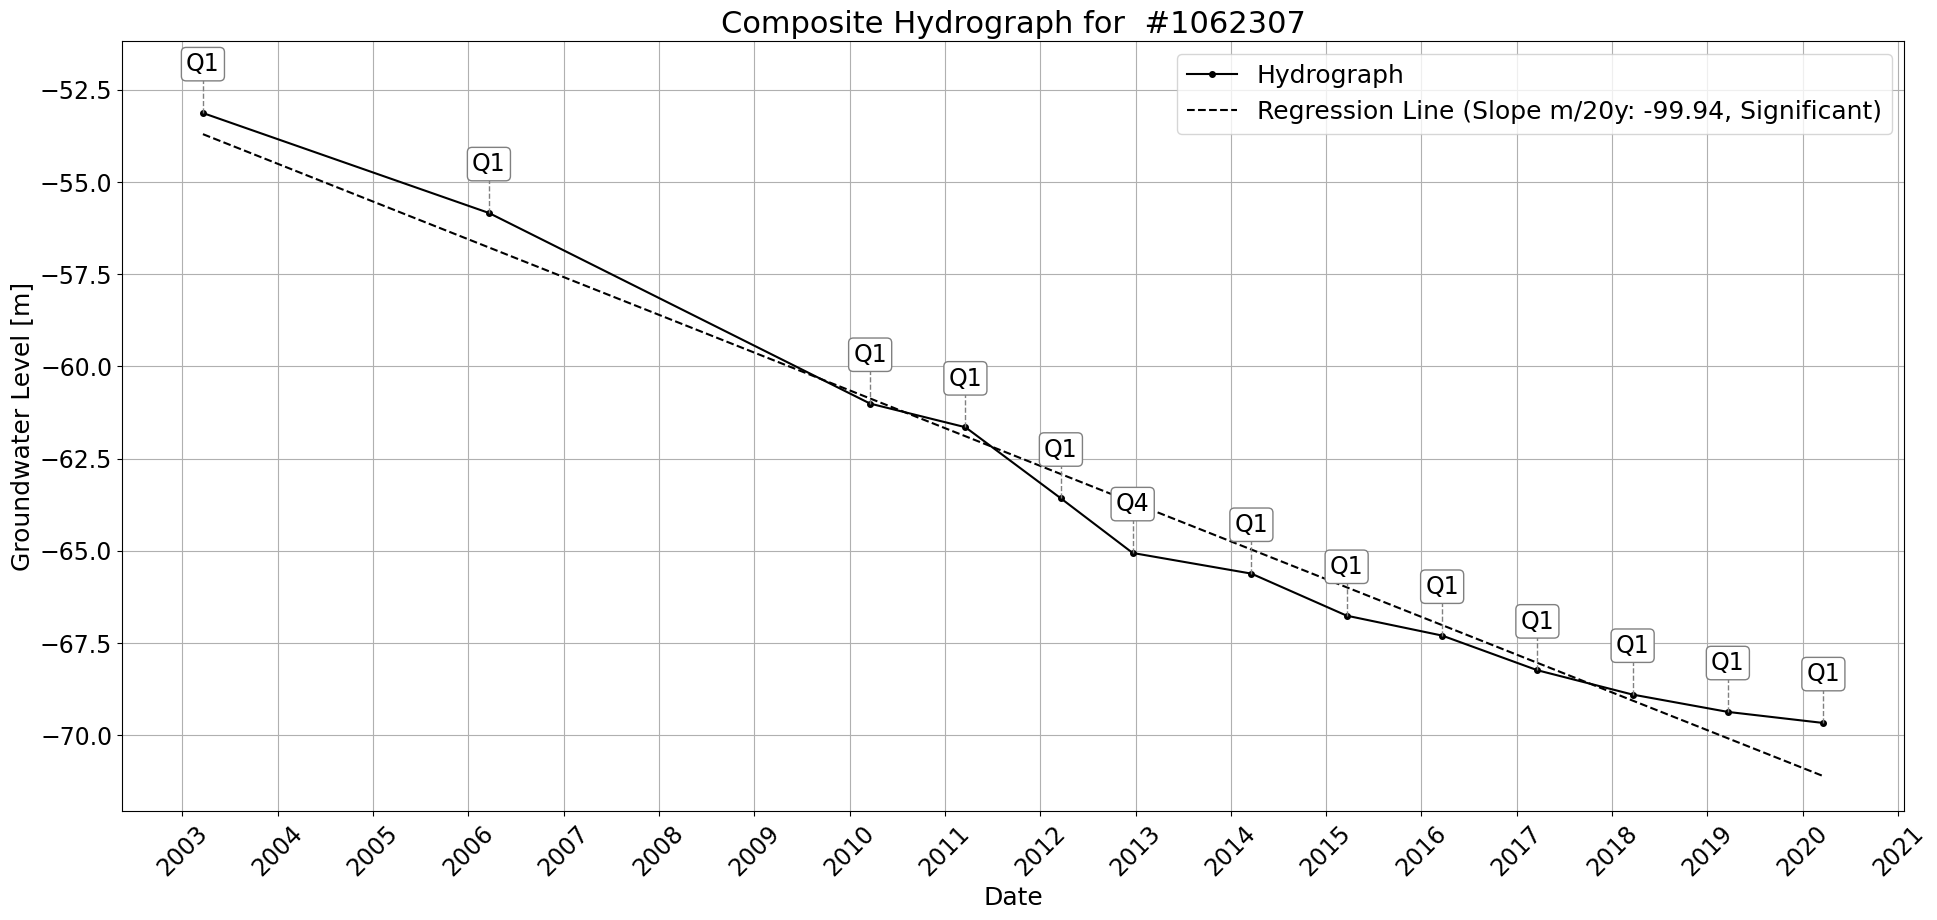 Composite Hydrograph for  #1062307
Hydrograph
Regression Line (Slope m/20y: -99.94, Significant)
Groundwater Level [m]
−52.5
−55.0
−57.5
−60.0
−62.5
−65.0
−67.5
−70.0
Q1
Q1
Q1
Q1
Q1
Q4
Q1
Q1
Q1
Q1
Q1
Q1
Q1
2003
2004
2005
2006
2007
2008
2009
2010
2011
2012
2013
2014
2015
2016
2017
2018
2019
2020
2021
Date